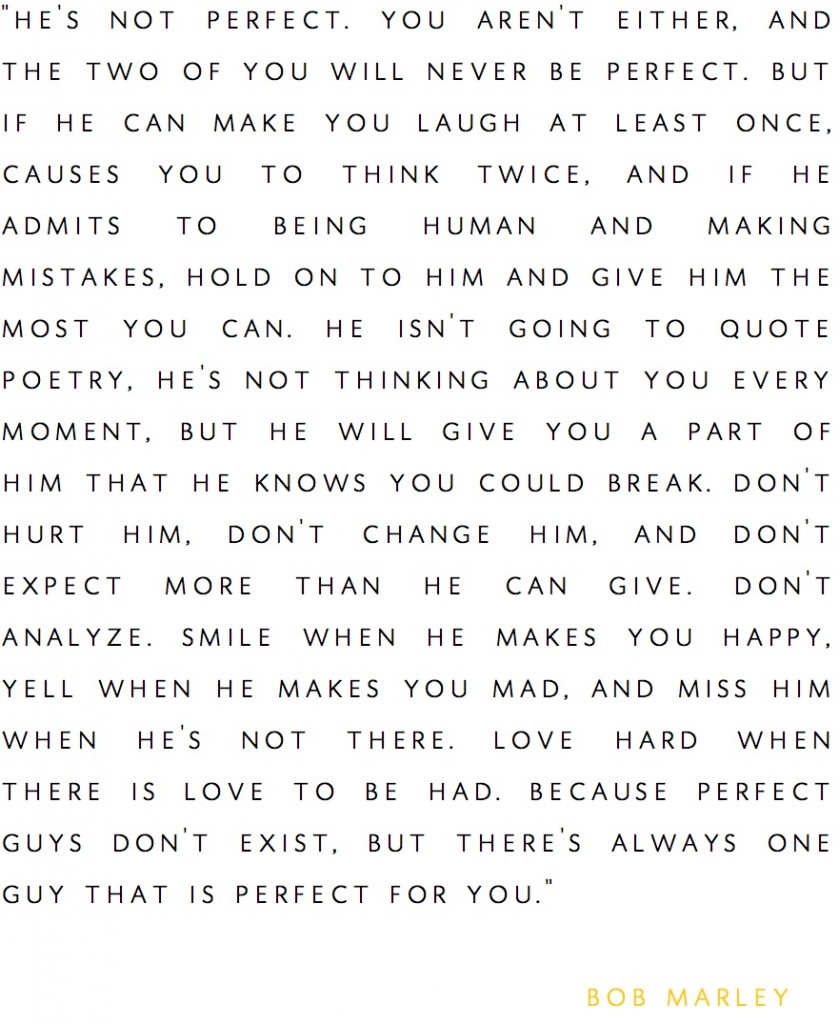 "HE'S NOT PERFECT. YOU AREN'T EITHER, AND
THE TWO OF YOU WILL NEVER BE PERFECT. BUT
IF HE CAN MAKE YOU LAUGH AT LEAST ONCE,
CAUSES YOU TO THINK TWICE, AND IF HE
ADMITS TO BEING HUMAN AND MAKING
MISTAKES, HOLD ON TO HIM AND GIVE HIM THE
MOST YOU CAN. HE ISN'T GOING TO QUOTE
POETRY, HE'S NOT THINKING ABOUT YOU EVERY
MOMENT, BUT HE WILL GIVE YOU A PART OF
HIM THAT HE KNOWS YOU COULD BREAK. DON'T
HURT HIM, DON'T CHANGE HIM, AND DON'T
EXPECT MORE THAN HE CAN GIVE. DON'T
ANALYZE. SMILE WHEN HE MAKES YOU HAPPY,
YELL WHEN HE MAKES YOU MAD, AND MISS HIM
WHEN HE'S NOT THERE. LOVE HARD WHEN
THERE IS LOVE TO BE HAD. BECAUSE PERFECT
GUYS DON'T EXIST, BUT THERE'S ALWAYS ONE
GUY THAT IS PERFECT FOR YOU."
BOB MARLEY